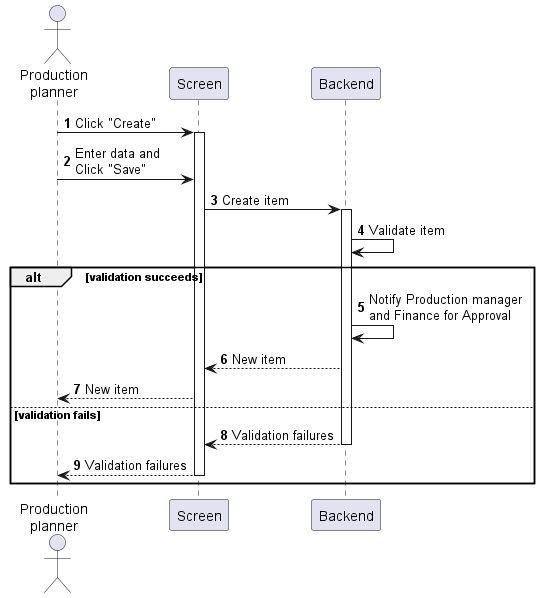 Production
planner
Screen
Backend
1 Click "Create"
2 Enter data and
Click "Save"
3 Create item
4 Validate item
alt [validation succeeds]
5 Notify Production manager
and Finance for Approval
6 New item
7 New item
[validation fails]
8 Validation failures
9 Validation failures
Production
planner
Screen
Backend